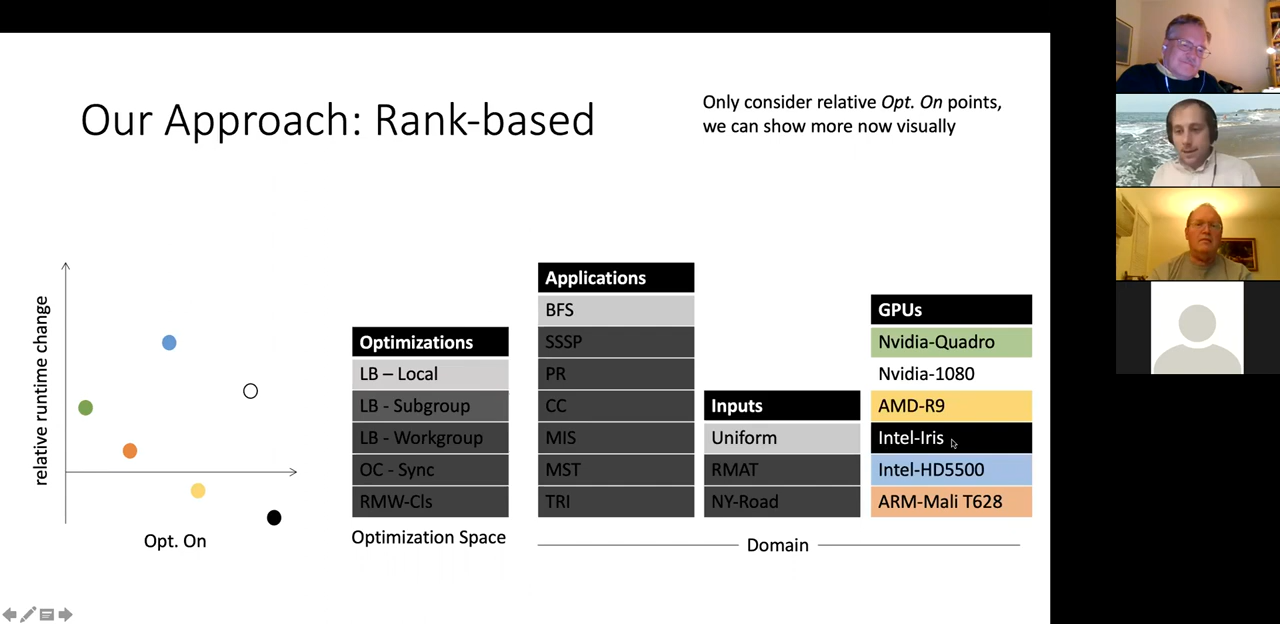 Our Approach: Rank-based
Only consider relative Opt. On points,
we can show more now visually
relative runtime change
Opt. On
Optimizations
LB – Local
LB - Subgroup
LB - Workgroup
OC - Sync
RMW-Cls
Optimization Space
Applications
BFS
SSSP
PR
CC
MIS
MST
TRI
Inputs
Uniform
RMAT
NY-Road
GPUs
Nvidia-Quadro
Nvidia-1080
AMD-R9
Intel-Iris
Intel-HD5500
ARM-Mali T628
Domain